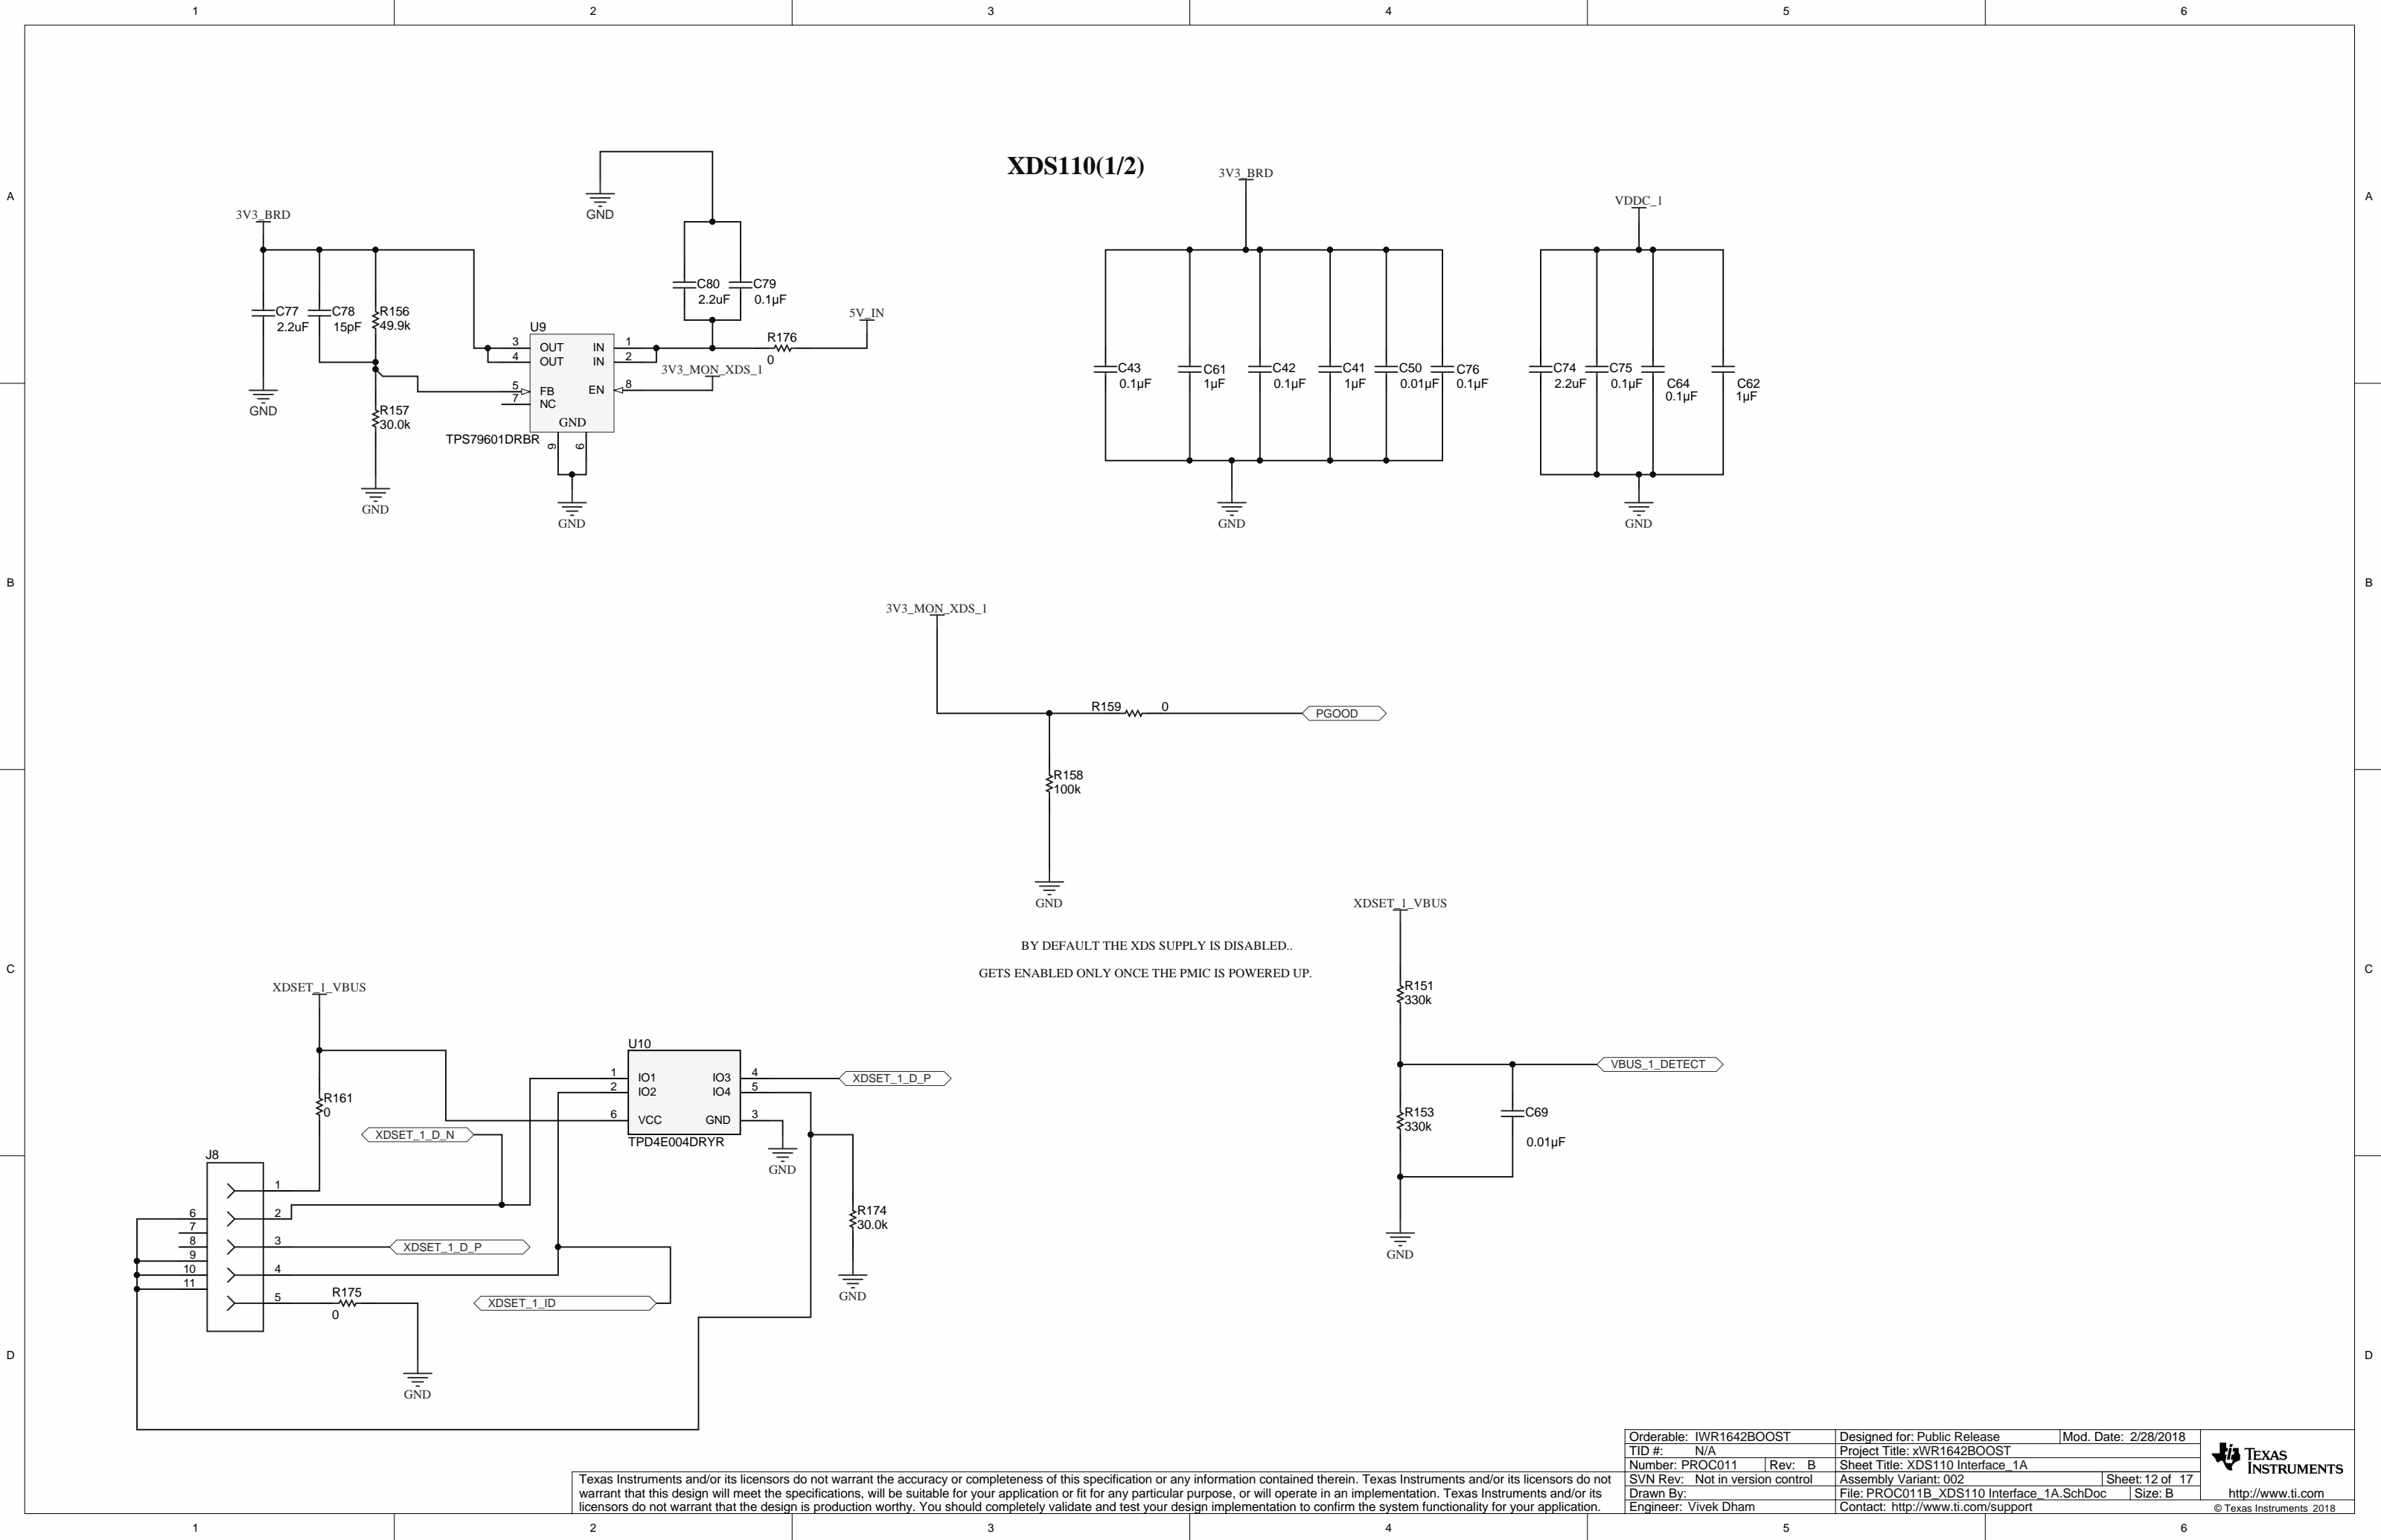 1 2 3 4 5 6
A A
B B
C C
D D
XDS110(1/2)
GND
3V3_BRD
C77
2.2uF
C78
15pF
R156
49.9k
R157
30.0k
GND
GND
C80
2.2uF
C79
0.1µF
5V_IN
R176
0
3V3_MON_XDS_1
U9
3 OUT IN 1
4 OUT IN 2
5 FB EN 8
7 NC
GND
9 6
TPS79601DRBR
GND
3V3_BRD
C43
0.1µF
C61
1µF
C42
0.1µF
C41
1µF
C50
0.01µF
C76
0.1µF
GND
VDDC_1
C74
2.2uF
C75
0.1µF
C64
0.1µF
C62
1µF
GND
3V3_MON_XDS_1
R159 0
PGOOD
R158
100k
GND
BY DEFAULT THE XDS SUPPLY IS DISABLED..
GETS ENABLED ONLY ONCE THE PMIC IS POWERED UP.
XDSET_1_VBUS
R151
330k
VBUS_1_DETECT
R153
330k
C69
0.01µF
GND
XDSET_1_VBUS
R161
0
XDSET_1_D_N
U10
1 IO1 IO3 4
2 IO2 IO4 5
6 VCC GND 3
TPD4E004DRYR
XDSET_1_D_P
GND
R174
30.0k
GND
J8
1
6 2
7
8 3
9
10 4
11
5
XDSET_1_D_P
XDSET_1_ID
R175
0
GND
Texas Instruments and/or its licensors do not warrant the accuracy or completeness of this specification or any information contained therein. Texas Instruments and/or its licensors do not
warrant that this design will meet the specifications, will be suitable for your application or fit for any particular purpose, or will operate in an implementation. Texas Instruments and/or its
licensors do not warrant that the design is production worthy. You should completely validate and test your design implementation to confirm the system functionality for your application.
Orderable: IWR1642BOOST Designed for: Public Release Mod. Date: 2/28/2018
TID #: N/A Project Title: xWR1642BOOST
Number: PROC011 Rev: B Sheet Title: XDS110 Interface_1A
SVN Rev: Not in version control Assembly Variant: 002 Sheet: 12 of 17
Drawn By: File: PROC011B_XDS110 Interface_1A.SchDoc Size: B
Engineer: Vivek Dham Contact: http://www.ti.com/support
TEXAS
INSTRUMENTS
http://www.ti.com
© Texas Instruments 2018
1 2 3 4 5 6